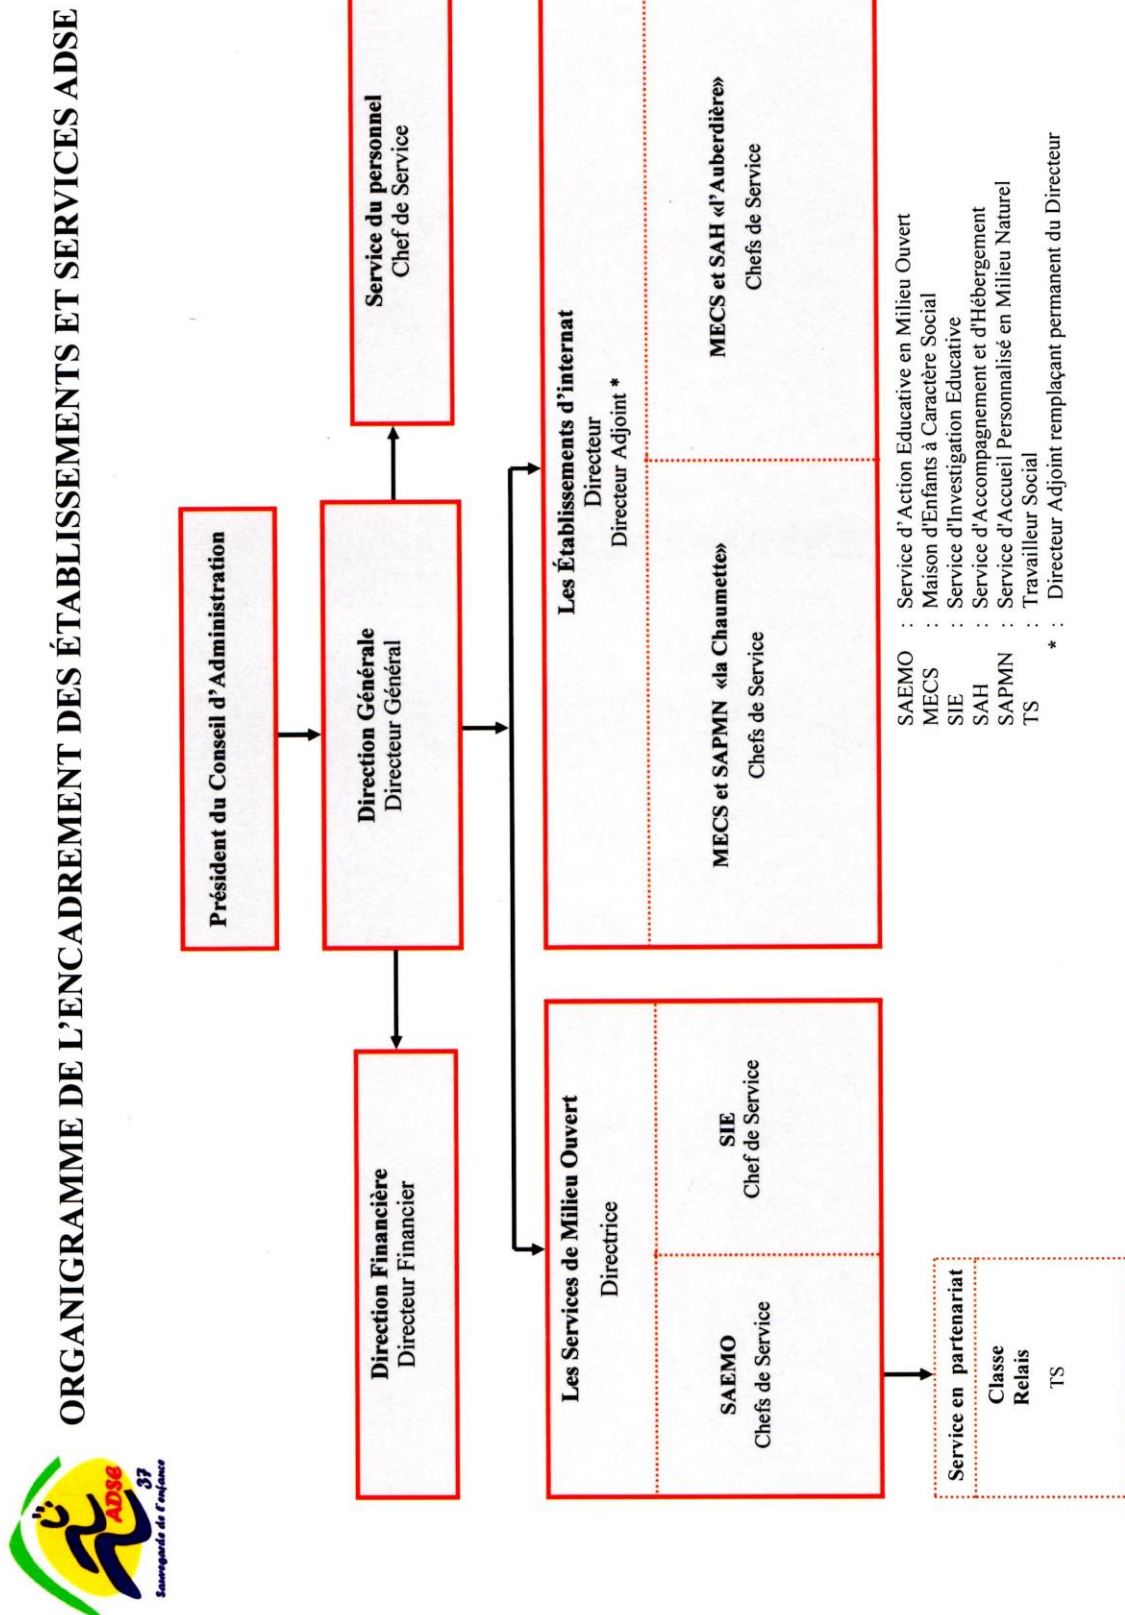 ORGANIGRAMME DE L'ENCADREMENT DES ÉTABLISSEMENTS ET SERVICES ADSE
ADSE
37
Sauvegarde de l'enfance
Président du Conseil d'Administration
Direction Générale
Directeur Général
Direction Financière
Directeur Financier
Service du personnel
Chef de Service
Les Services de Milieu Ouvert
Directrice
SAEMO
Chefs de Service
SIE
Chef de Service
Les Établissements d'internat
Directeur
Directeur Adjoint *
MECS et SAPMN «la Chaumette»
Chefs de Service
MECS et SAH «l'Auberdière»
Chefs de Service
Service en partenariat
Classe
Relais
TS
SAEMO : Service d'Action Educative en Milieu Ouvert
MECS : Maison d'Enfants à Caractère Social
SIE : Service d'Investigation Educative
SAH : Service d'Accompagnement et d'Hébergement
SAPMN : Service d'Accueil Personnalisé en Milieu Naturel
TS : Travailleur Social
* : Directeur Adjoint remplaçant permanent du Directeur